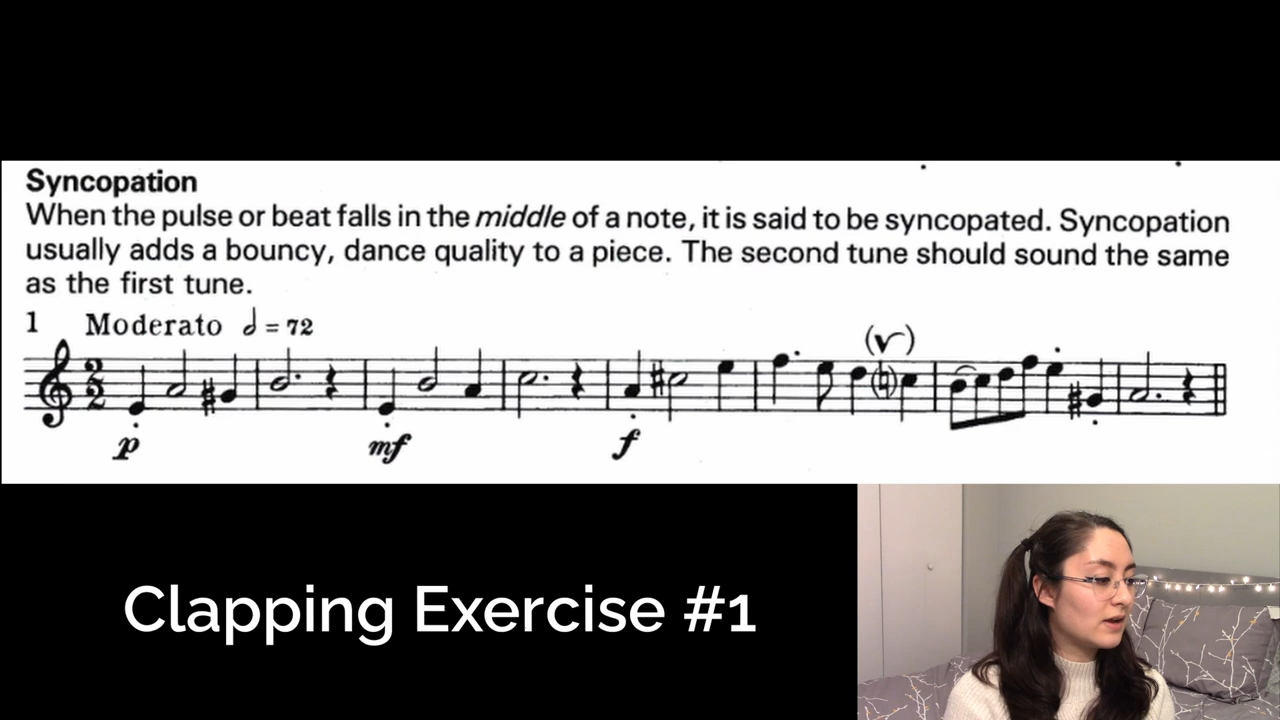 Syncopation
When the pulse or beat falls in the middle of a note, it is said to be syncopated. Syncopation
usually adds a bouncy, dance quality to a piece. The second tune should sound the same
as the first tune.
1 Moderato 𝅗𝅥 = 72
2
2
p mf f
Clapping Exercise #1